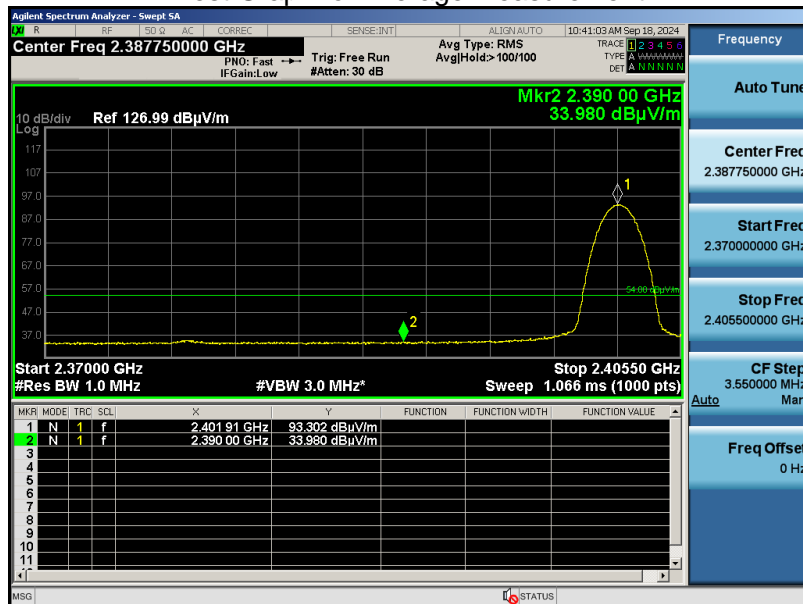 Agilent Spectrum Analyzer - Swept SA
LXI R RF 50 Ω AC CORREC SENSE:INT ALIGN AUTO 10:41:03 AM Sep 18, 2024
Center Freq 2.387750000 GHz
PNO: Fast
IFGain:Low
Trig: Free Run
#Atten: 30 dB
Avg Type: RMS
Avg|Hold:>100/100
TRACE 1 2 3 4 5 6
TYPE A
DET A N N N N N
Mkr2 2.390 00 GHz
33.980 dBµV/m
10 dB/div Ref 126.99 dBµV/m
Log
117
107
97.0
87.0
77.0
67.0
57.0
47.0
37.0
1
2
54.00 dBµV/m
Start 2.37000 GHz Stop 2.40550 GHz
#Res BW 1.0 MHz #VBW 3.0 MHz* Sweep 1.066 ms (1000 pts)
MKR MODE TRC SCL X Y FUNCTION FUNCTION WIDTH FUNCTION VALUE
1 N 1 f 2.401 91 GHz 93.302 dBµV/m
2 N 1 f 2.390 00 GHz 33.980 dBµV/m
3
4
5
6
7
8
9
10
11
MSG STATUS
Frequency
Auto Tune
Center Freq
2.387750000 GHz
Start Freq
2.370000000 GHz
Stop Freq
2.405500000 GHz
CF Step
3.550000 MHz
Auto Man
Freq Offset
0 Hz